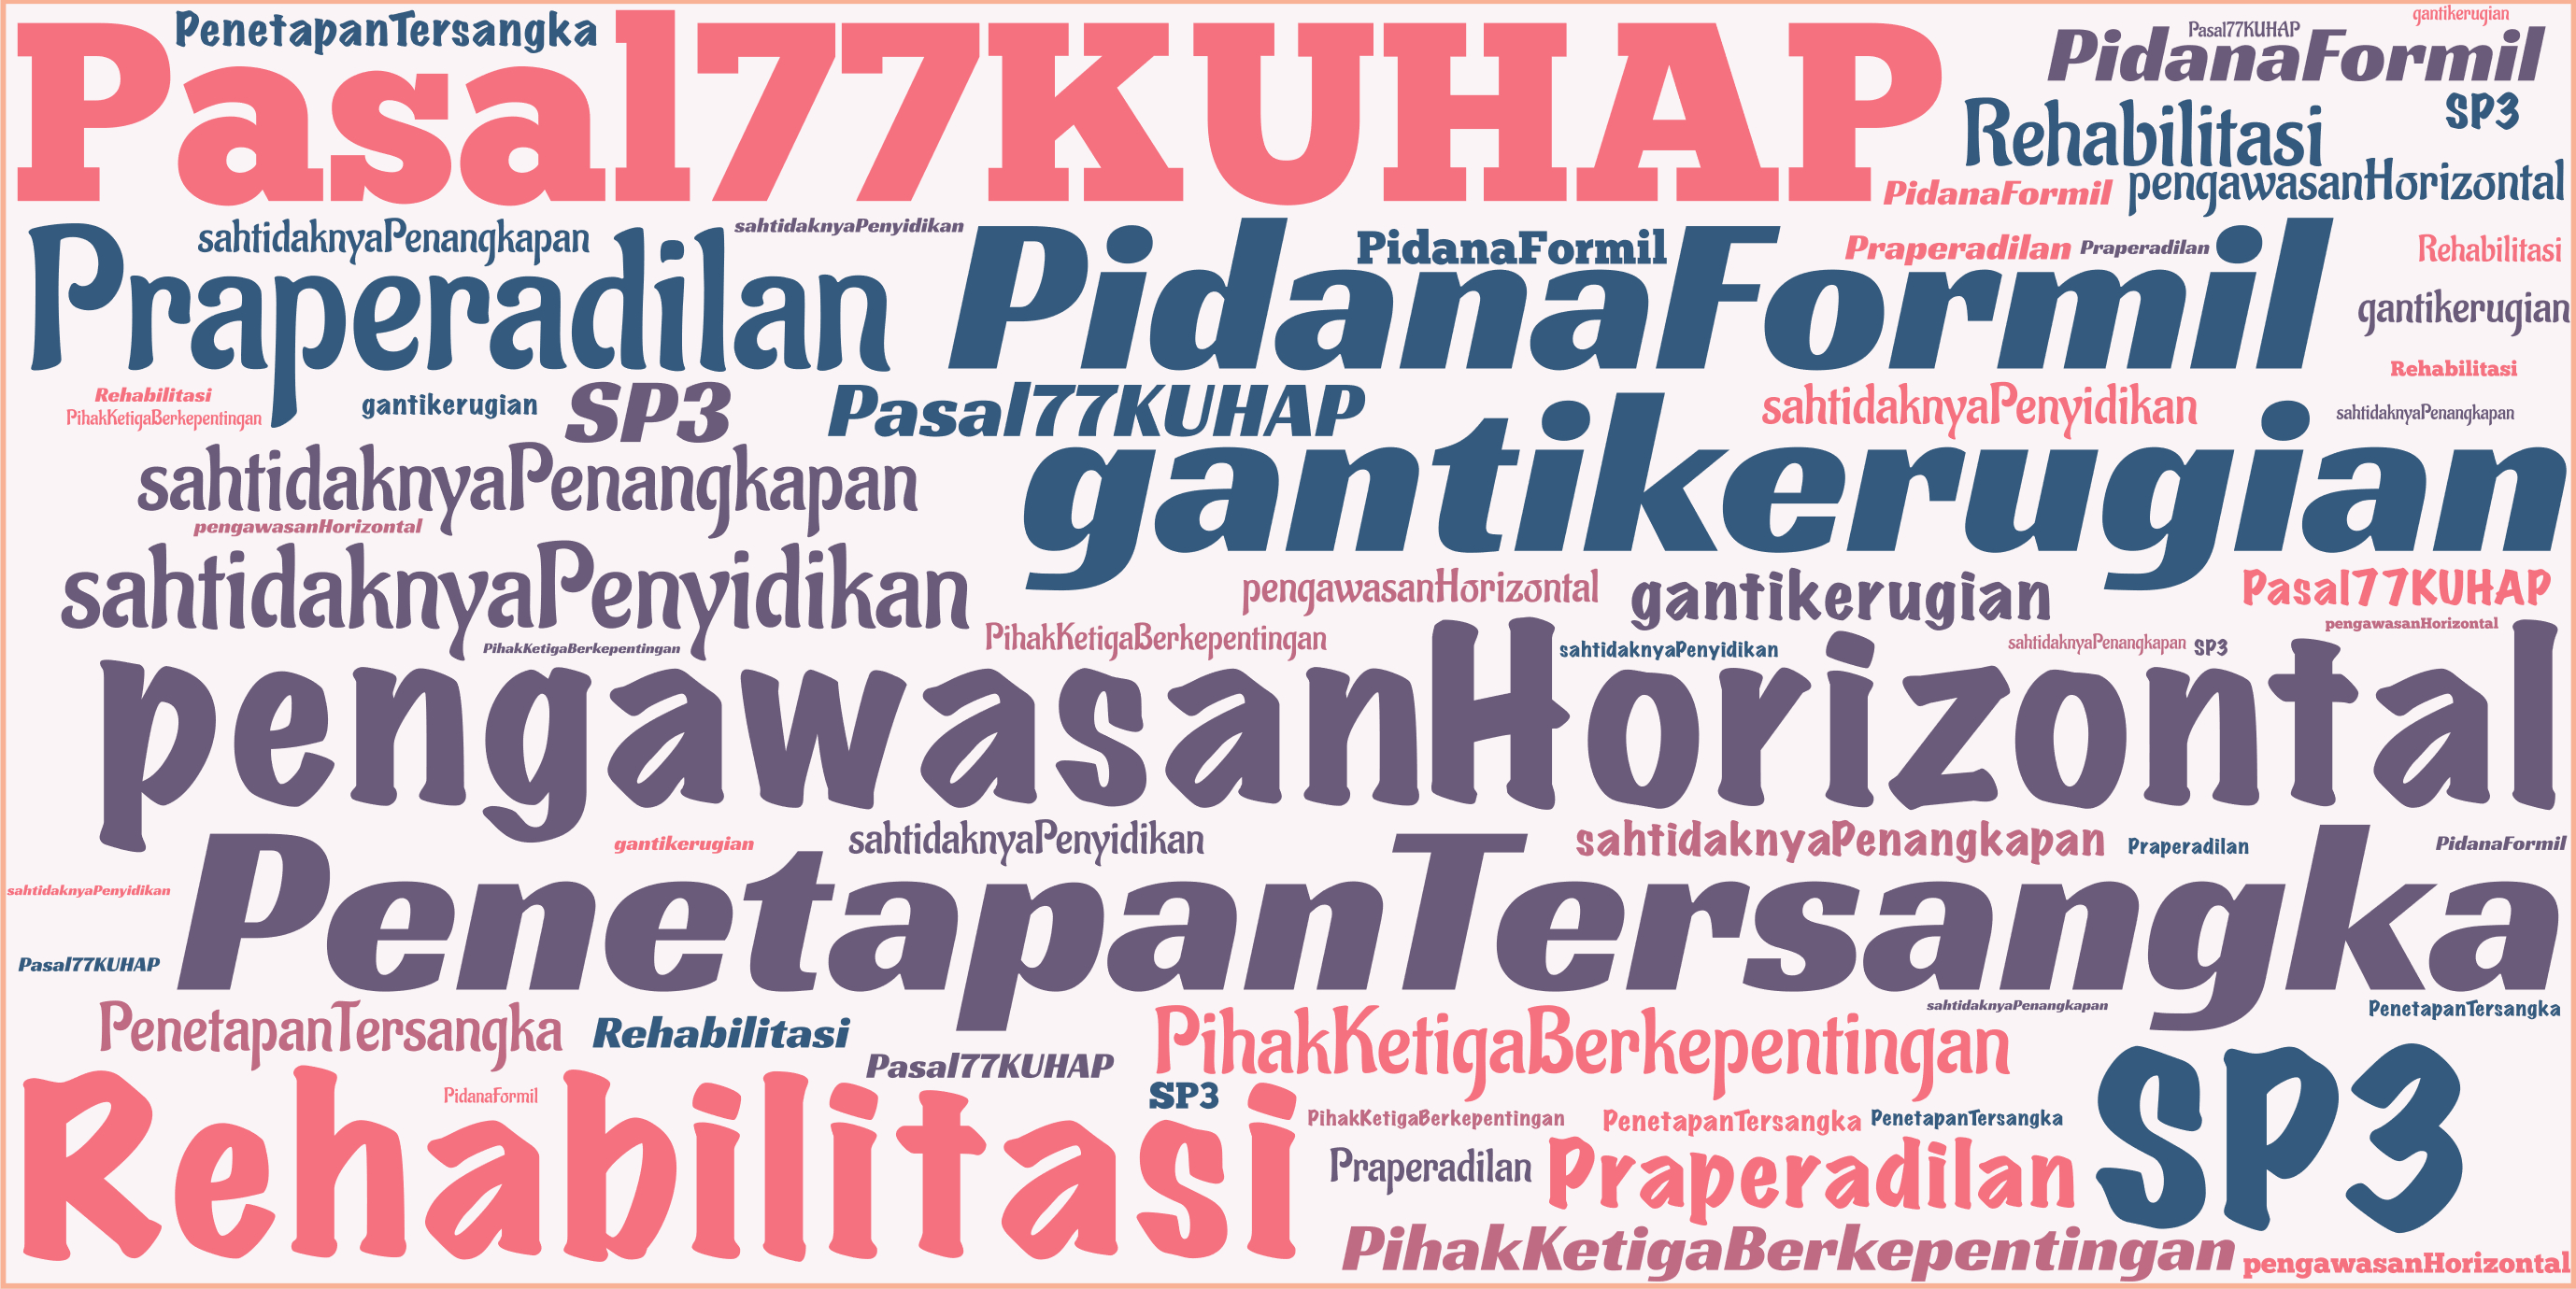 PenetapanTersangka
Pasal77KUHAP
gantikerugian
Pasal77KUHAP
PidanaFormil
Rehabilitasi
SP3
PidanaFormil
pengawasanHorizontal
sahtidaknyaPenangkapan
sahtidaknyaPenyidikan
Praperadilan
PidanaFormil
PidanaFormil
Praperadilan
Praperadilan
Rehabilitasi
gantikerugian
Rehabilitasi
Rehabilitasi
PihakKetigaBerkepentingan
gantikerugian
SP3
Pasal77KUHAP
sahtidaknyaPenyidikan
sahtidaknyaPenangkapan
sahtidaknyaPenangkapan
gantikerugian
pengawasanHorizontal
sahtidaknyaPenyidikan
pengawasanHorizontal
gantikerugian
Pasal77KUHAP
pengawasanHorizontal
PihakKetigaBerkepentingan
PihakKetigaBerkepentingan
sahtidaknyaPenyidikan
sahtidaknyaPenangkapan
SP3
pengawasanHorizontal
gantikerugian
sahtidaknyaPenyidikan
sahtidaknyaPenangkapan
Praperadilan
PidanaFormil
sahtidaknyaPenyidikan
PenetapanTersangka
Pasal77KUHAP
PenetapanTersangka
Rehabilitasi
Pasal77KUHAP
PihakKetigaBerkepentingan
sahtidaknyaPenangkapan
PenetapanTersangka
PidanaFormil
Rehabilitasi
SP3
PihakKetigaBerkepentingan
PenetapanTersangka
PenetapanTersangka
SP3
Praperadilan
Praperadilan
PihakKetigaBerkepentingan
pengawasanHorizontal